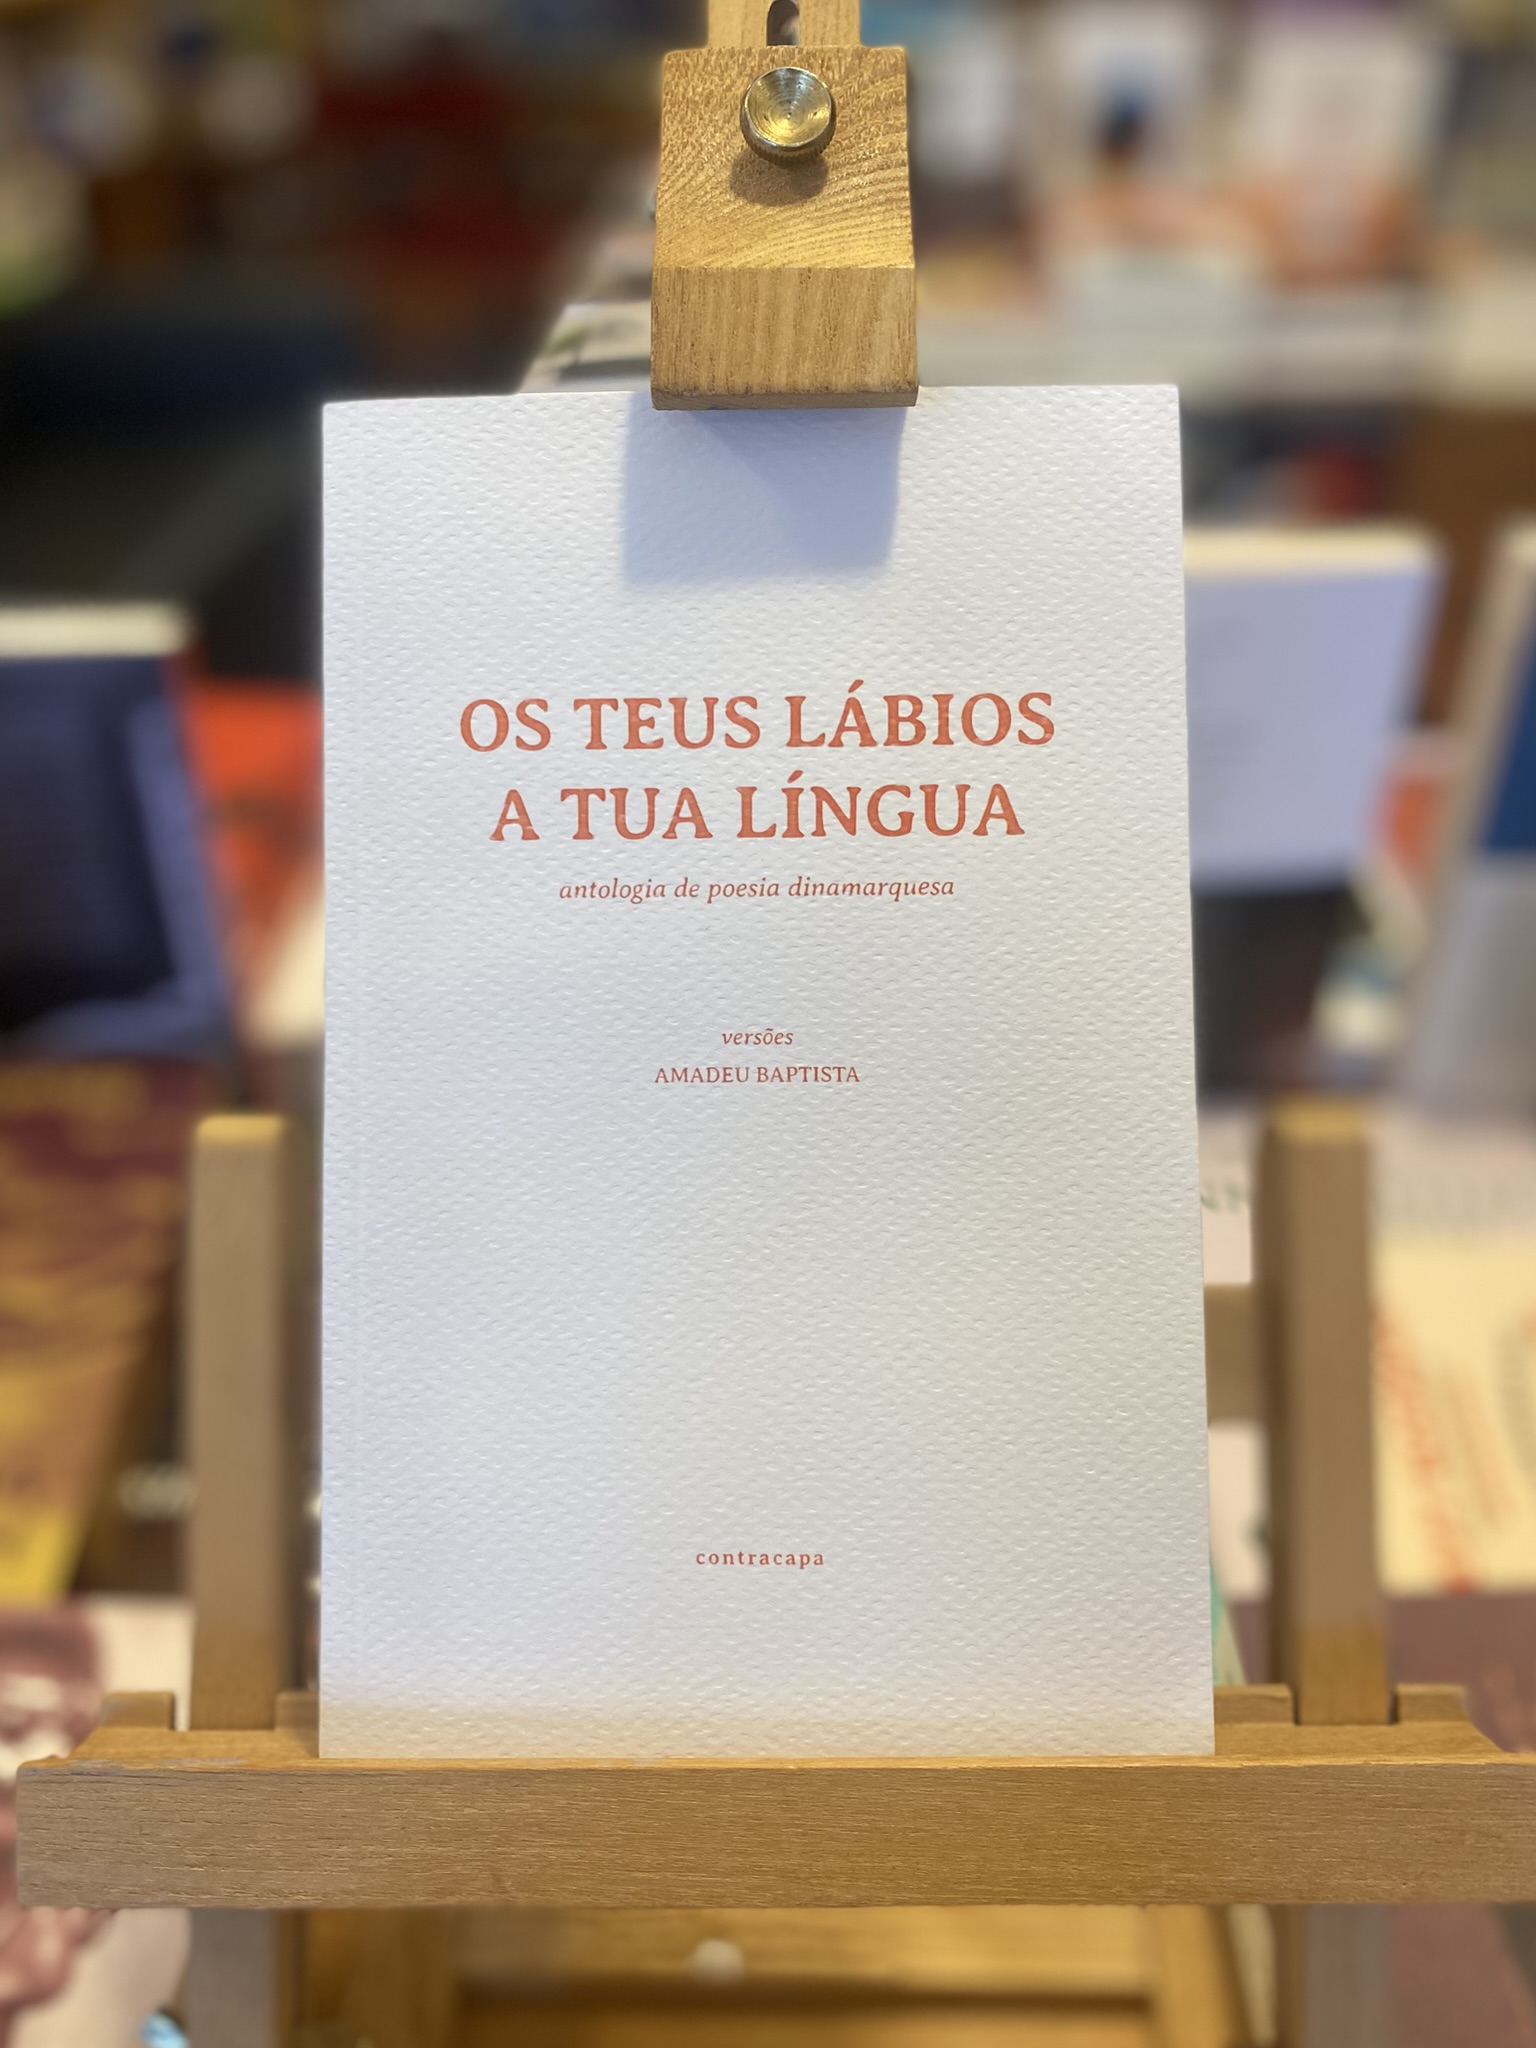 OS TEUS LÁBIOS
A TUA LÍNGUA
antologia de poesia dinamarquesa
versões
AMADEU BAPTISTA
contracapa